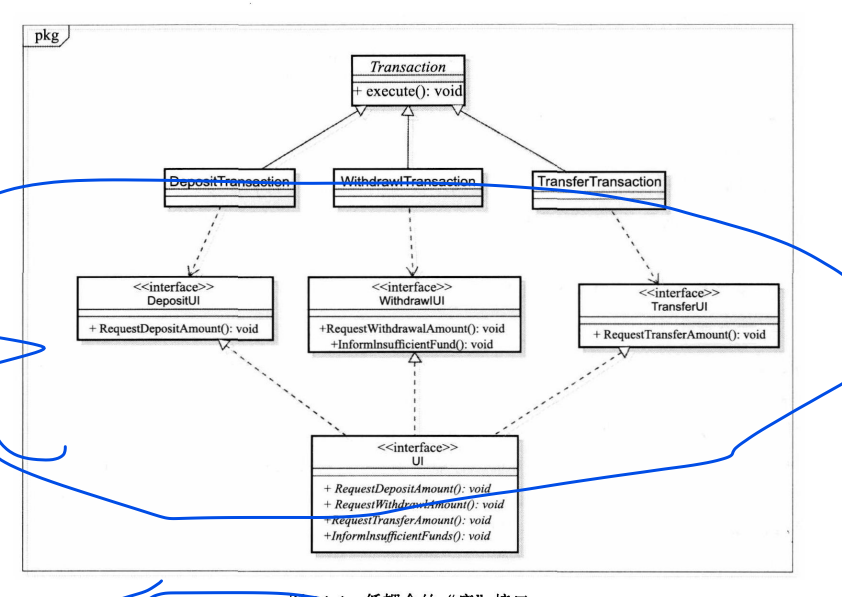 pkg
Transaction
+ execute(): void
DepositTransaction
WithdrawlTransaction
TransferTransaction
<<interface>>
DepositUI
+ RequestDepositAmount(): void
<<interface>>
WithdrawlUI
+RequestWithdrawalAmount(): void
+InformInsufficientFund(): void
<<interface>>
TransferUI
+ RequestTransferAmount(): void
<<interface>>
UI
+ RequestDepositAmount(): void
+ RequestWithdrawlAmount(): void
+RequestTransferAmount(): void
+InformInsufficientFunds(): void